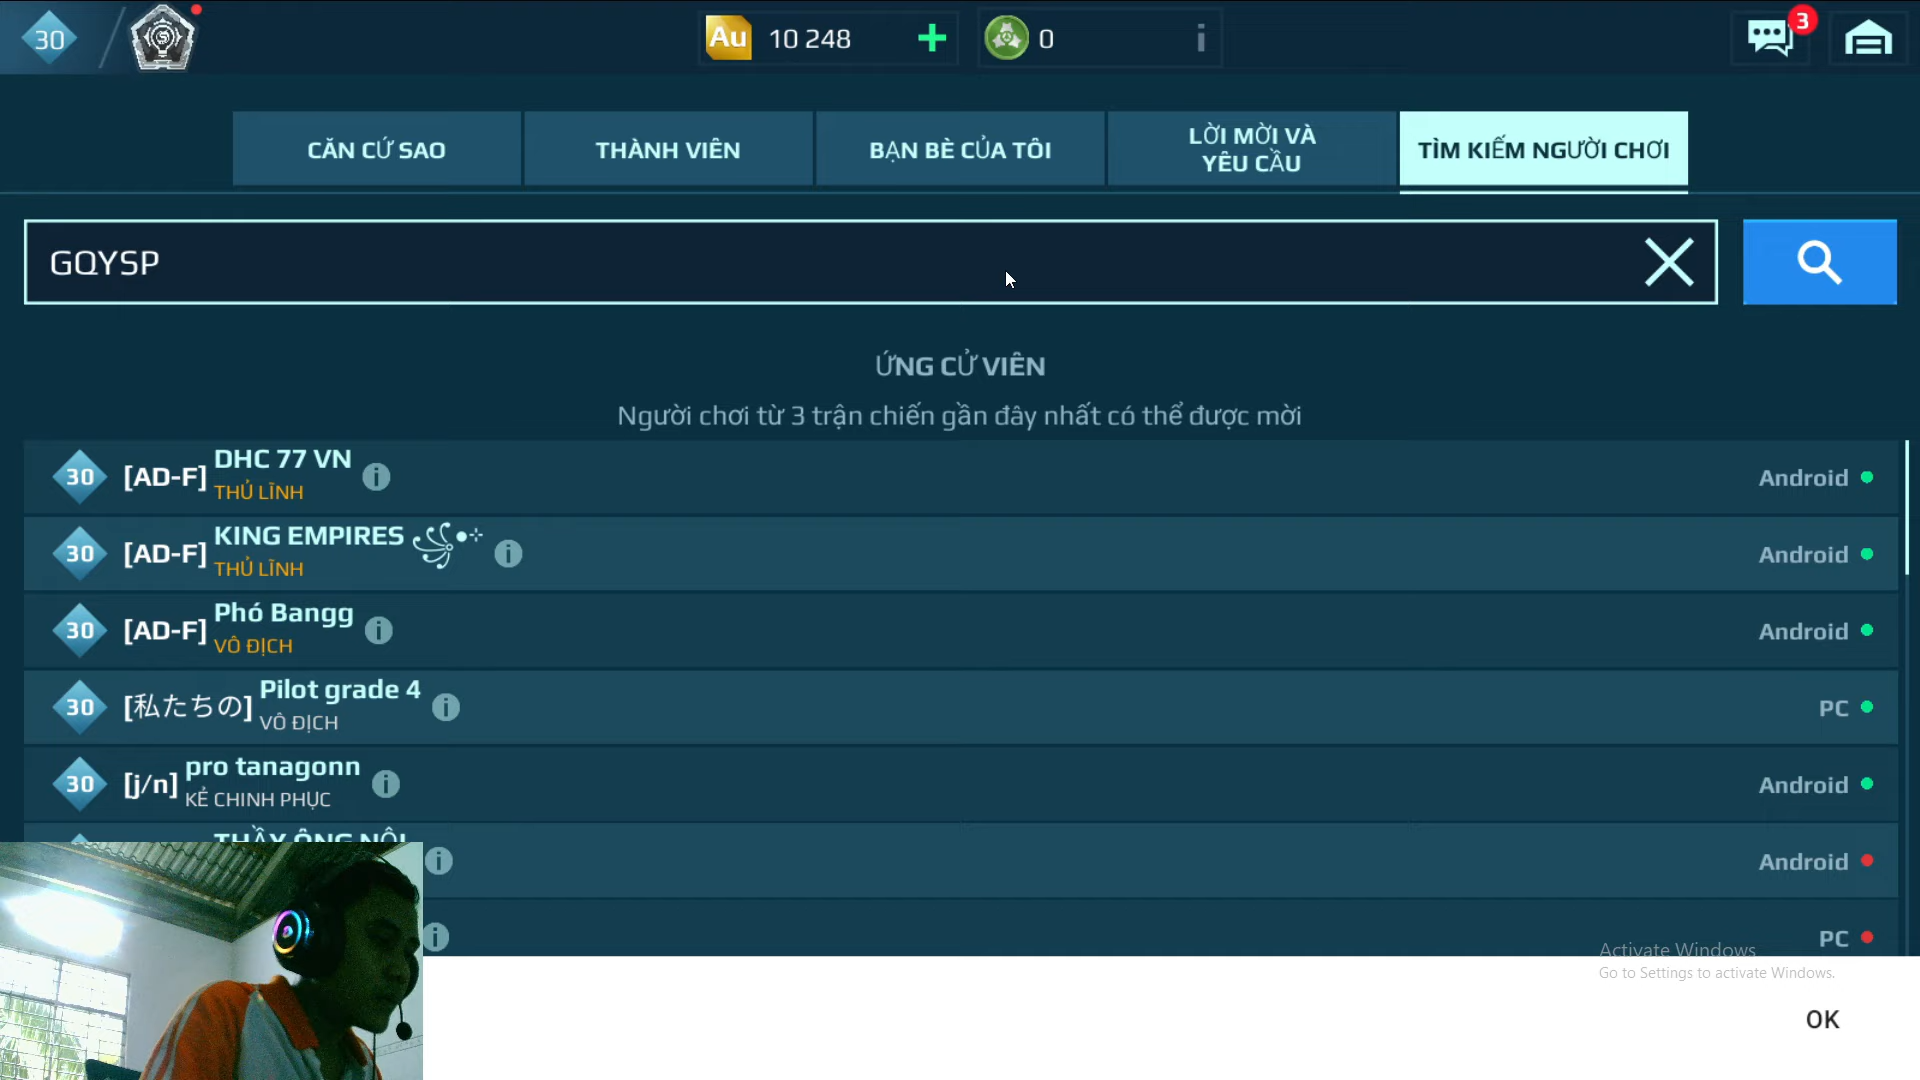 30
Au 10 248
0
3
CĂN CỨ SAO
THÀNH VIÊN
BẠN BÈ CỦA TÔI
LỜI MỜI VÀ
YÊU CẦU
TÌM KIẾM NGƯỜI CHƠI
GQYSP
ỨNG CỬ VIÊN
Người chơi từ 3 trận chiến gần đây nhất có thể được mời
30 [AD-F] DHC 77 VN Android
THỦ LĨNH
30 [AD-F] KING EMPIRES Android
THỦ LĨNH
30 [AD-F] Phó Bangg Android
VÔ ĐỊCH
30 [私たちの] Pilot grade 4 PC
VÔ ĐỊCH
30 [j/n] pro tanagonn Android
KẺ CHINH PHỤC
THẦY ÔNG NỘI
Android
PC
Activate Windows
Go to Settings to activate Windows.
OK